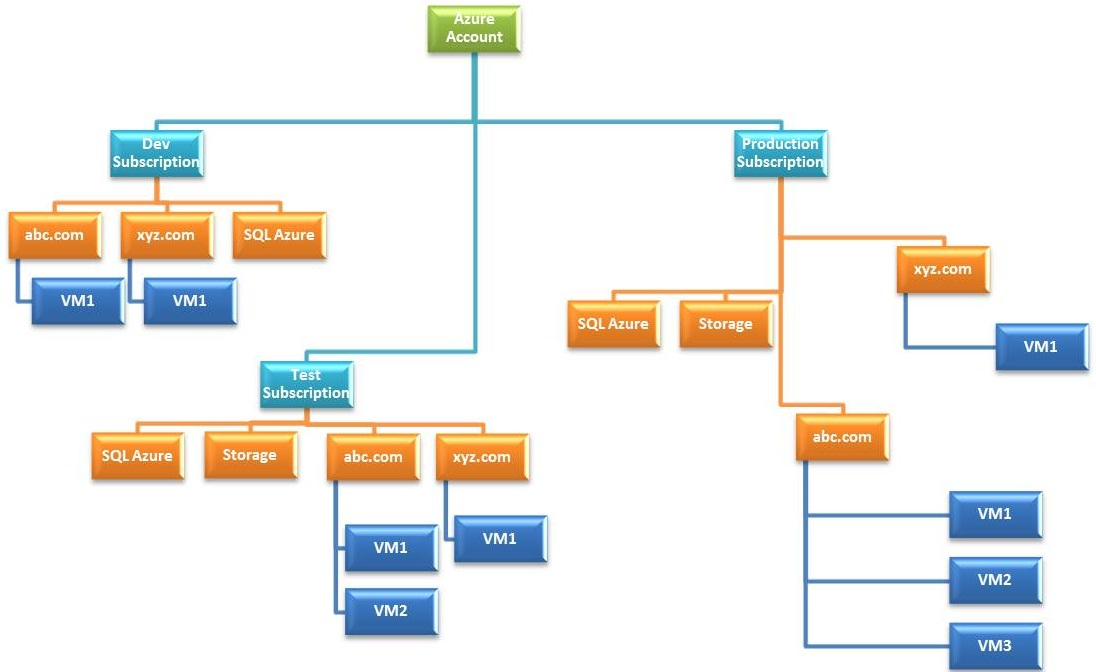 Azure
Account
Dev
Subscription
Production
Subscription
abc.com
xyz.com
SQL Azure
VM1
VM1
xyz.com
SQL Azure
Storage
VM1
Test
Subscription
SQL Azure
Storage
abc.com
xyz.com
abc.com
VM1
VM1
VM2
VM1
VM2
VM3